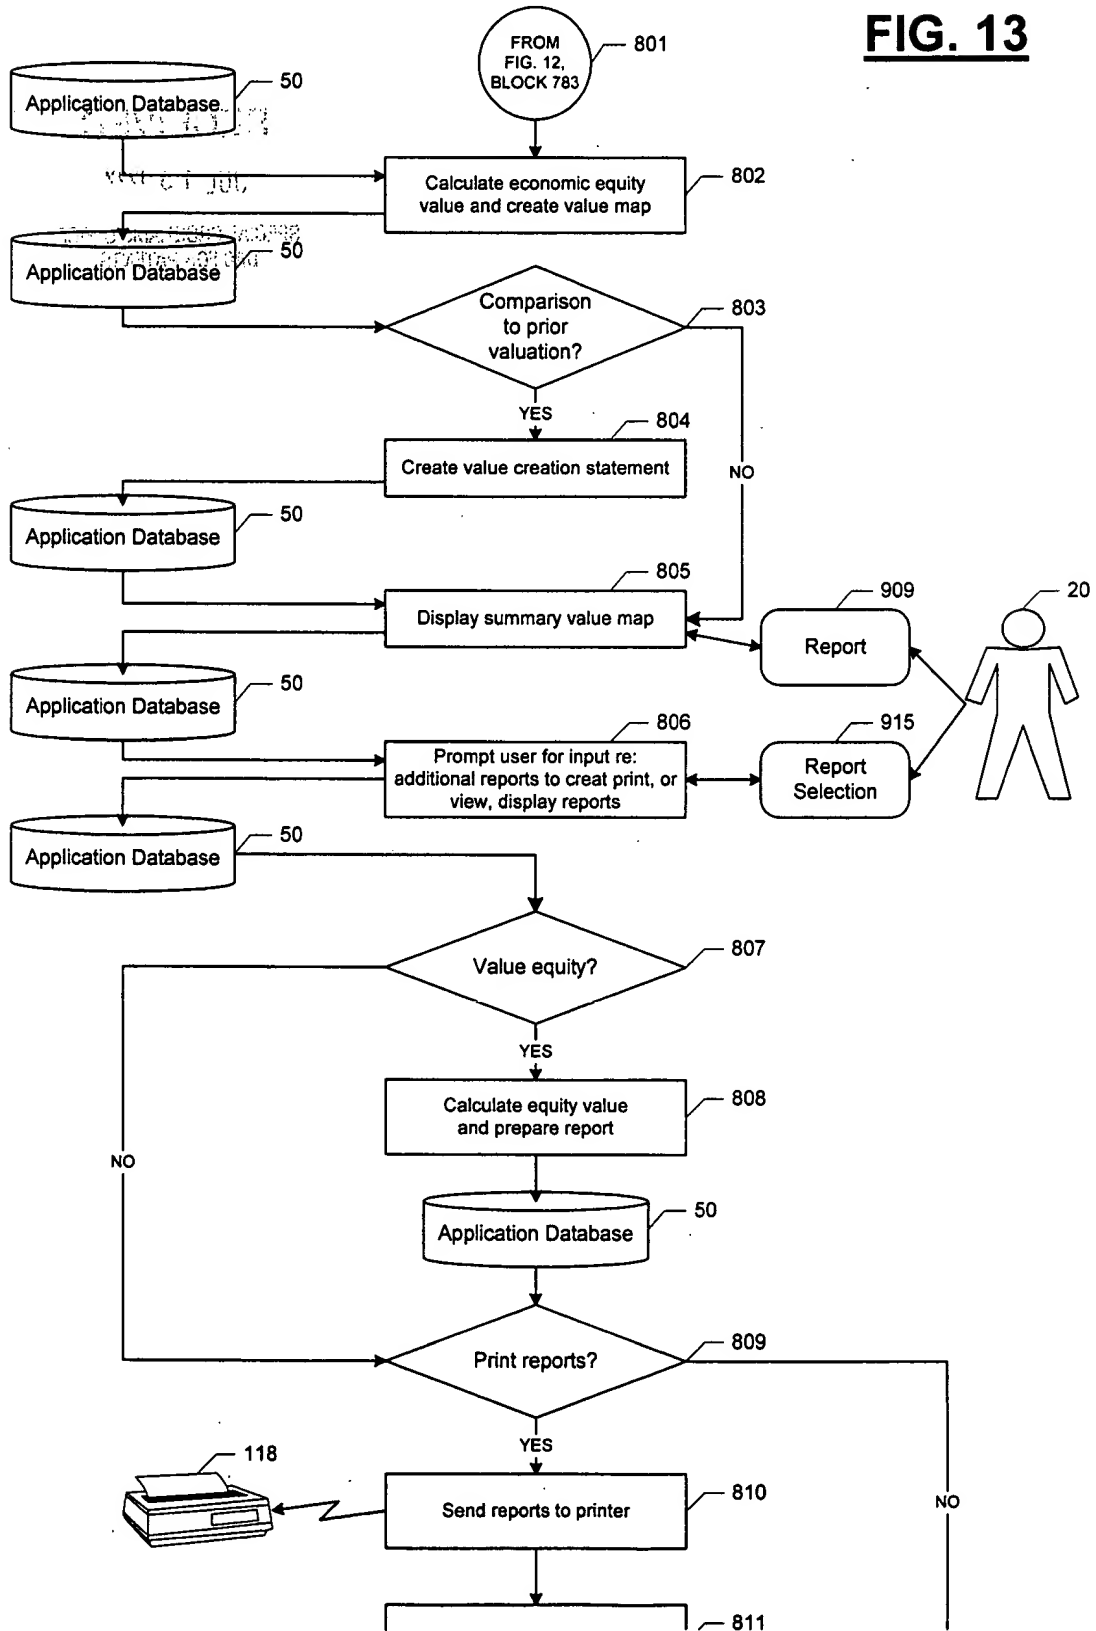 FIG. 13
FROM
FIG. 12,
BLOCK 783
801
Application Database
50
Calculate economic equity
value and create value map
802
Application Database
50
Comparison
to prior
valuation?
803
YES
NO
Create value creation statement
804
Application Database
50
Display summary value map
805
Report
909
20
Application Database
50
Prompt user for input re:
additional reports to creat print, or
view, display reports
806
Report
Selection
915
Application Database
50
Value equity?
807
YES
NO
Calculate equity value
and prepare report
808
Application Database
50
Print reports?
809
YES
NO
118
Send reports to printer
810
811